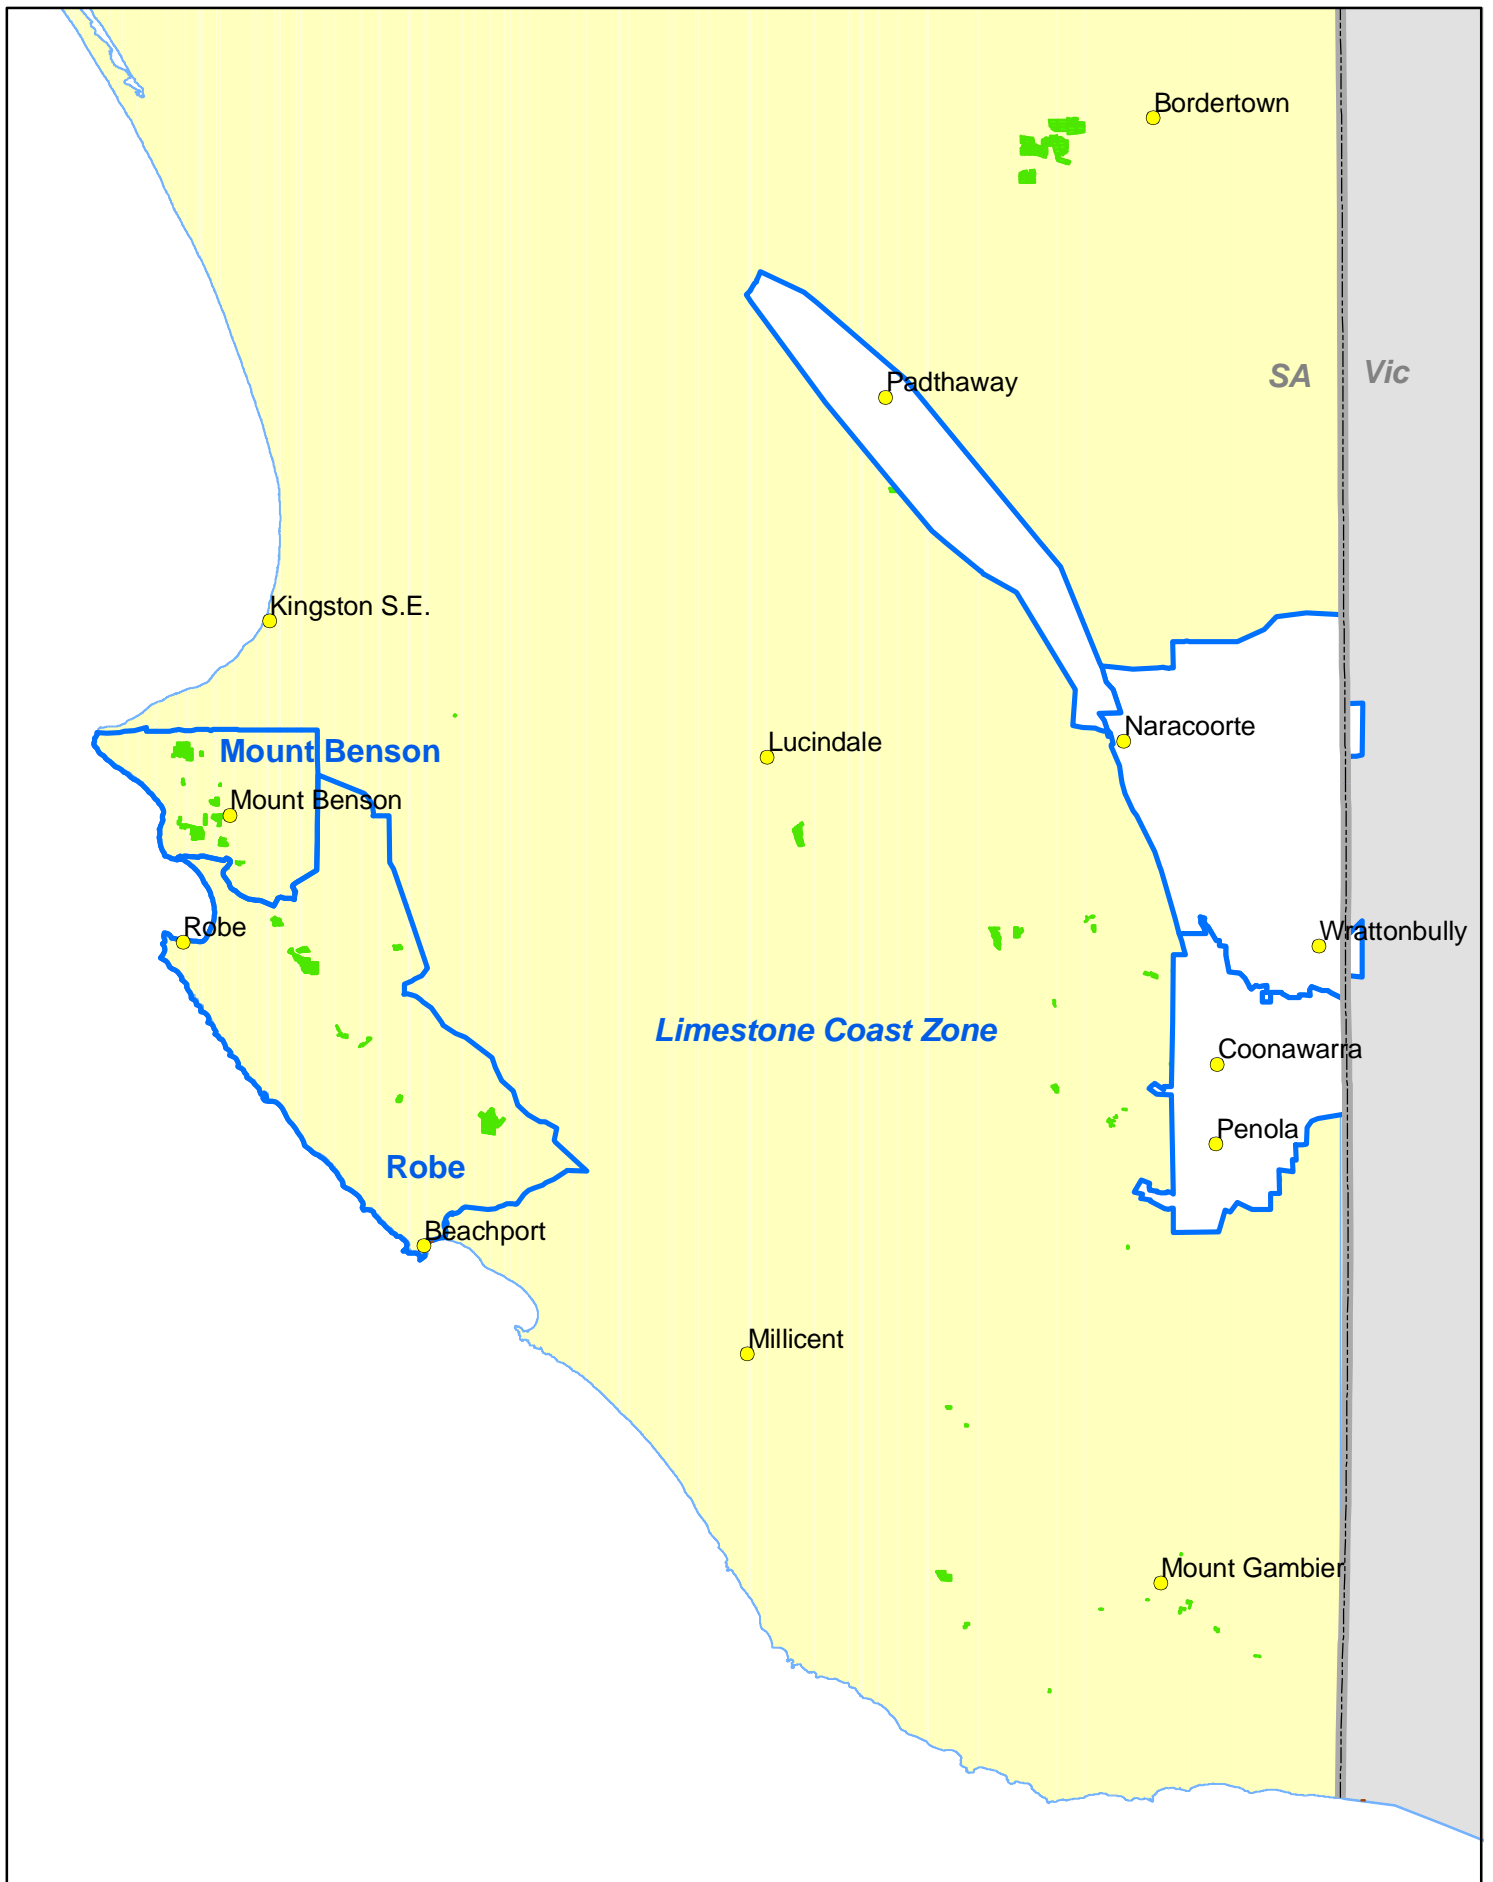 Bordertown
SA
Vic
Padthaway
Kingston S.E.
Naracoorte
Lucindale
Mount Benson
Mount Benson
Robe
Wrattonbully
Limestone Coast Zone
Coonawarra
Penola
Robe
Beachport
Millicent
Mount Gambier